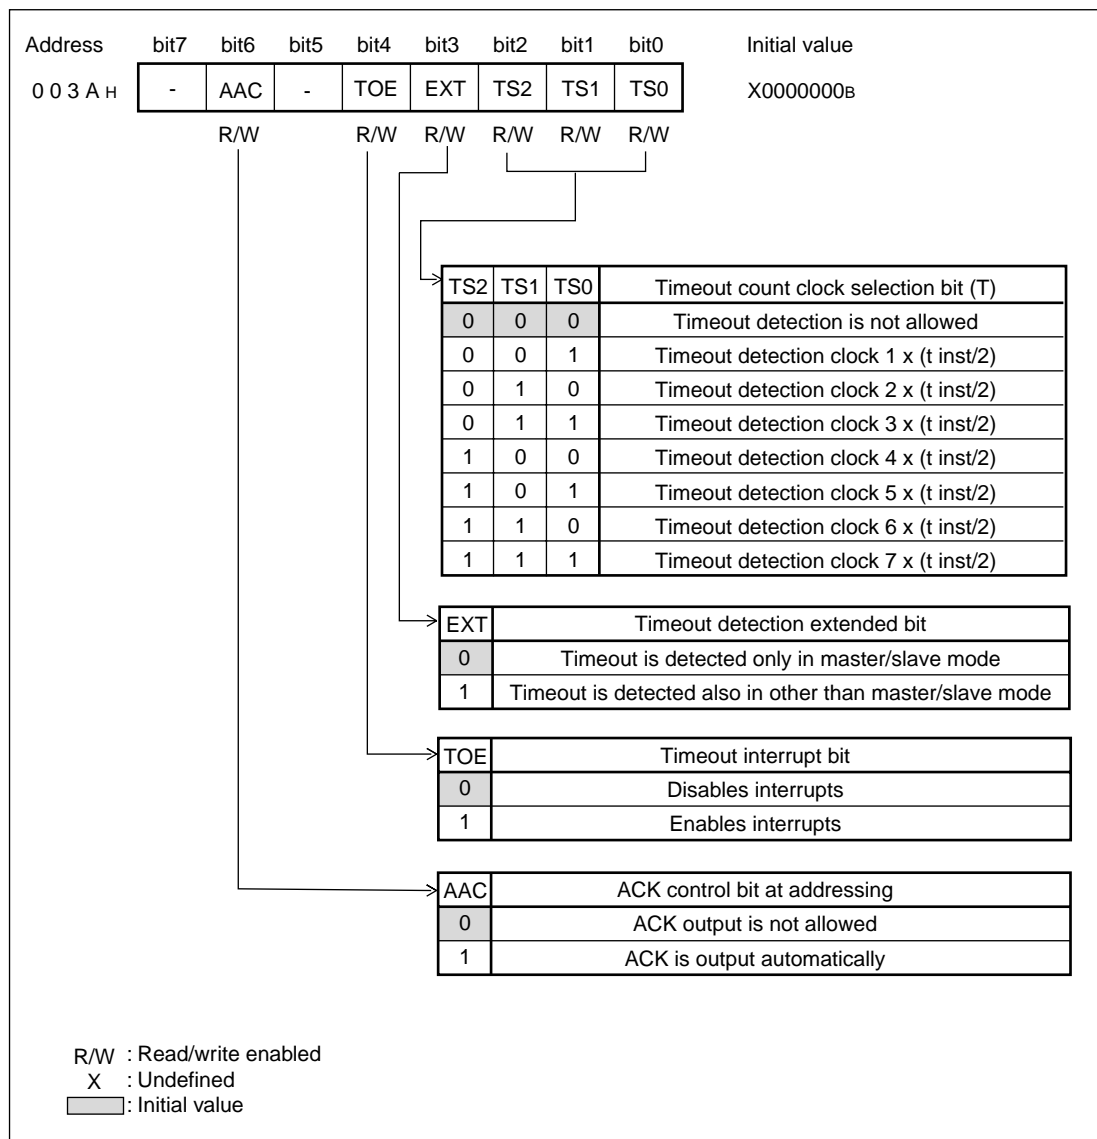 Address bit7 bit6 bit5 bit4 bit3 bit2 bit1 bit0 Initial value
0 0 3 A H - AAC - TOE EXT TS2 TS1 TS0 X0000000B
R/W R/W R/W R/W R/W R/W
TS2 TS1 TS0 Timeout count clock selection bit (T)
0 0 0 Timeout detection is not allowed
0 0 1 Timeout detection clock 1 x (t inst/2)
0 1 0 Timeout detection clock 2 x (t inst/2)
0 1 1 Timeout detection clock 3 x (t inst/2)
1 0 0 Timeout detection clock 4 x (t inst/2)
1 0 1 Timeout detection clock 5 x (t inst/2)
1 1 0 Timeout detection clock 6 x (t inst/2)
1 1 1 Timeout detection clock 7 x (t inst/2)
EXT Timeout detection extended bit
0 Timeout is detected only in master/slave mode
1 Timeout is detected also in other than master/slave mode
TOE Timeout interrupt bit
0 Disables interrupts
1 Enables interrupts
AAC ACK control bit at addressing
0 ACK output is not allowed
1 ACK is output automatically
R/W : Read/write enabled
X : Undefined
: Initial value